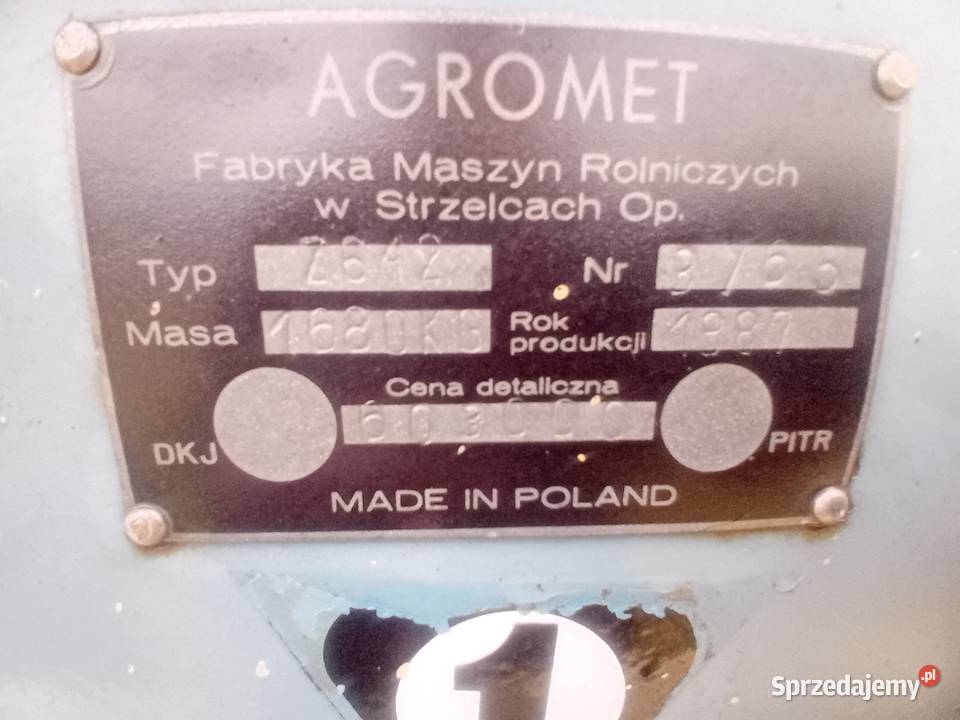 AGROMET
Fabryka Maszyn Rolniczych
w Strzelcach Op.
Typ Z642 Nr
Masa 1680KG Rok produkcji 1987
Cena detaliczna
603000
DKJ PITR
MADE IN POLAND
1
Sprzedajemy.pl